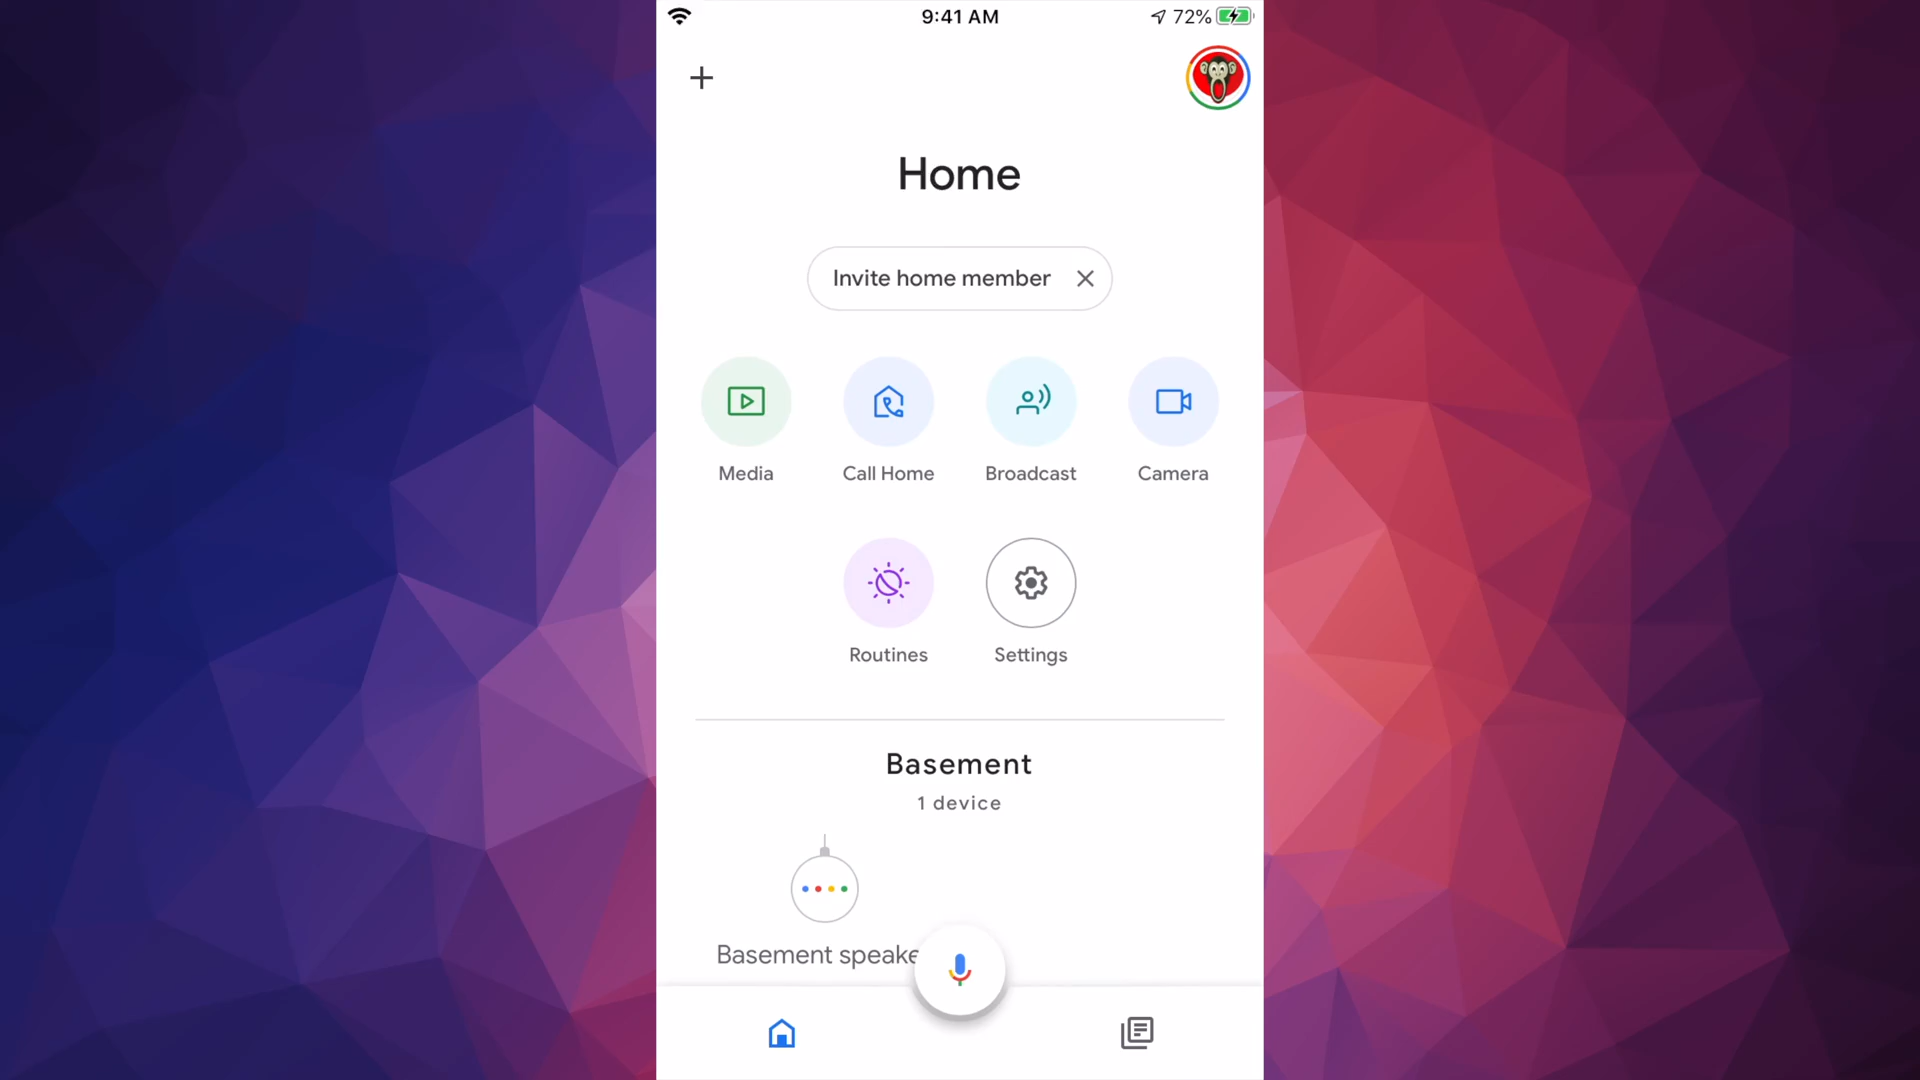 9:41 AM
72%
Home
Invite home member
Media
Call Home
Broadcast
Camera
Routines
Settings
Basement
1 device
Basement speake